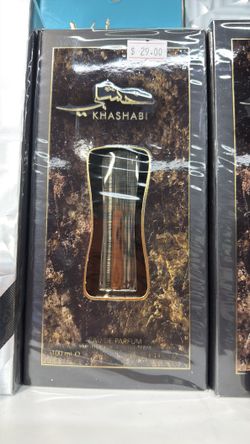 $ 29.00
خشبي
KHASHABI
EAU DE PARFUM
100 ml ℮